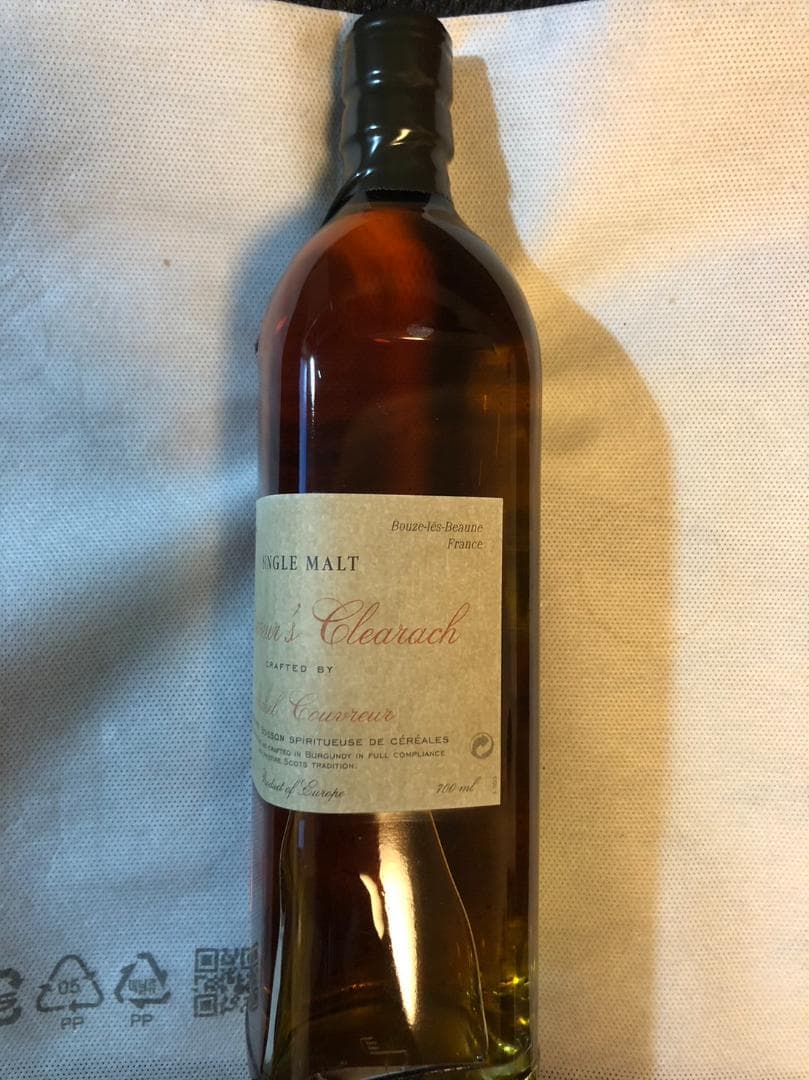 Bouze-lès-Beaune
France
SINGLE MALT
Clearach
CRAFTED BY
Couvreur
SPIRITUEUSE DE CÉRÉALES
CRAFTED IN BURGUNDY IN FULL COMPLIANCE
SCOTS TRADITION.
Product of Europe
700 ml
05
PP
PP